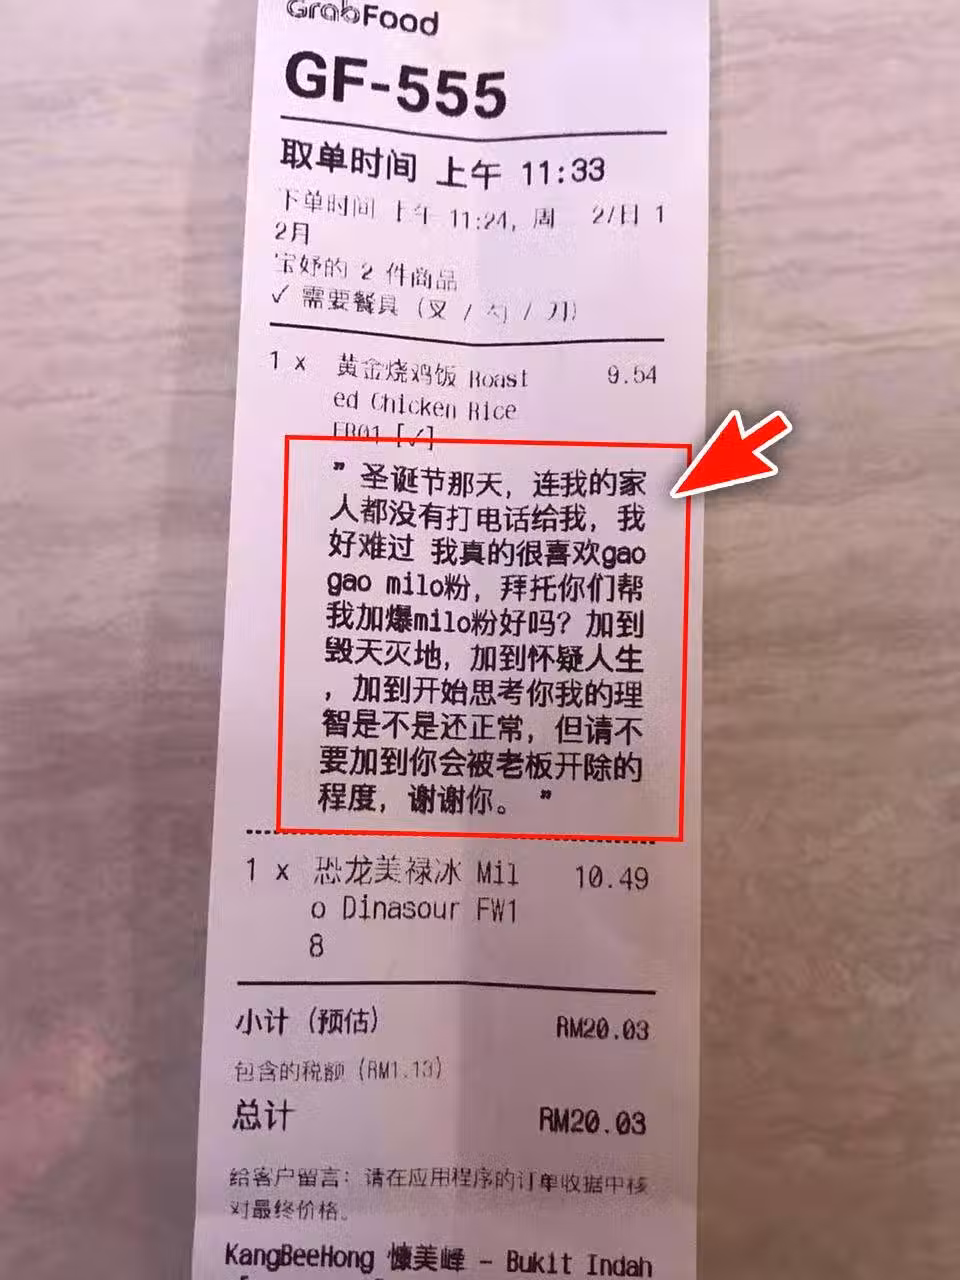 GrabFood
GF-555
取单时间 上午 11:33
下单时间 上午 11:24, 周 27日 1
2月
宝妤的 2 件商品
✓ 需要餐具 (叉 / 勺 / 刀)
1 x 黄金烧鸡饭 Roast 9.54
ed Chicken Rice
FR01 [✓]
" 圣诞节那天，连我的家
人都没有打电话给我，我
好难过 我真的很喜欢gao
gao milo粉，拜托你们帮
我加爆milo粉好吗？加到
毁天灭地，加到怀疑人生
，加到开始思考你我的理
智是不是还正常，但请不
要加到你会被老板开除的
程度，谢谢你。 "
1 x 恐龙美禄冰 Mil 10.49
o Dinasour FW1
8
小计 (预估) RM20.03
包含的税额 (RM1.13)
总计 RM20.03
给客户留言：请在应用程序的订单收据中核
对最终价格。
KangBeeHong 慷美峰 - Bukit Indah